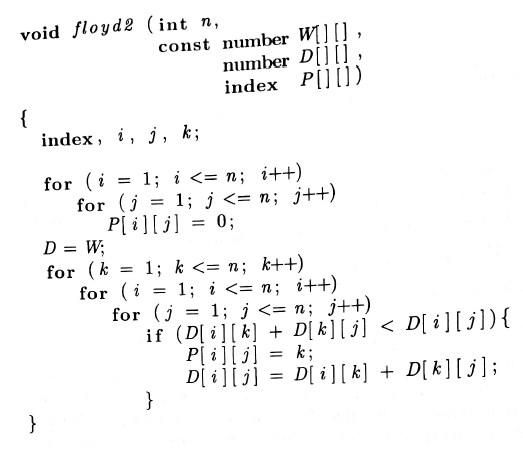 void floyd2 (int n,
const number W[][],
number D[][],
index P[][])
{
index, i, j, k;
for (i = 1; i <= n; i++)
for (j = 1; j <= n; j++)
P[i][j] = 0;
D = W;
for (k = 1; k <= n; k++)
for (i = 1; i <= n; i++)
for (j = 1; j <= n; j++)
if (D[i][k] + D[k][j] < D[i][j]){
P[i][j] = k;
D[i][j] = D[i][k] + D[k][j];
}
}